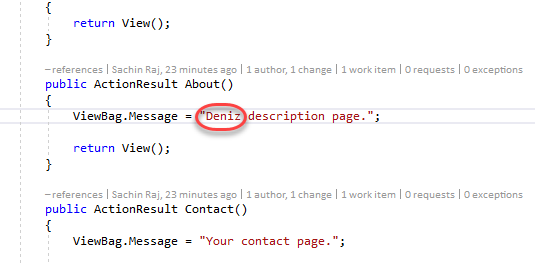 {
return View();
}
– references | Sachin Raj, 23 minutes ago | 1 author, 1 change | 1 work item | 0 requests | 0 exceptions
public ActionResult About()
{
ViewBag.Message = "Deniz description page.";
return View();
}
– references | Sachin Raj, 23 minutes ago | 1 author, 1 change | 1 work item | 0 requests | 0 exceptions
public ActionResult Contact()
{
ViewBag.Message = "Your contact page.";